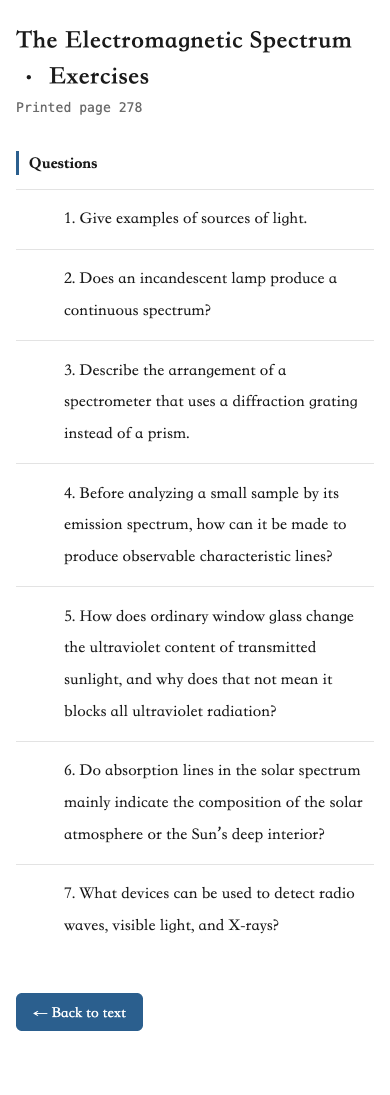 The Electromagnetic Spectrum
· Exercises
Printed page 278
Questions
1. Give examples of sources of light.
2. Does an incandescent lamp produce a
continuous spectrum?
3. Describe the arrangement of a
spectrometer that uses a diffraction grating
instead of a prism.
4. Before analyzing a small sample by its
emission spectrum, how can it be made to
produce observable characteristic lines?
5. How does ordinary window glass change
the ultraviolet content of transmitted
sunlight, and why does that not mean it
blocks all ultraviolet radiation?
6. Do absorption lines in the solar spectrum
mainly indicate the composition of the solar
atmosphere or the Sun’s deep interior?
7. What devices can be used to detect radio
waves, visible light, and X-rays?
← Back to text